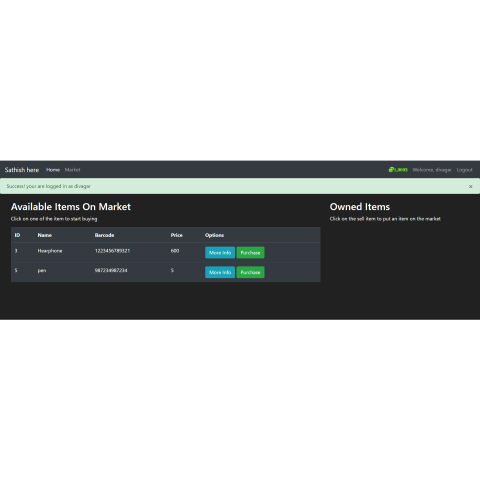 Sathish here Home Market Welcome, divagar Logout
Success! your are logged in as divagar ×
Available Items On Market
Click on one of the item to start buying
ID Name Barcode Price Options
3 Hearphone 1223456789321 600 More Info Purchase
5 pen 987234987234 5 More Info Purchase
Owned Items
Click on the sell item to put an item on the market